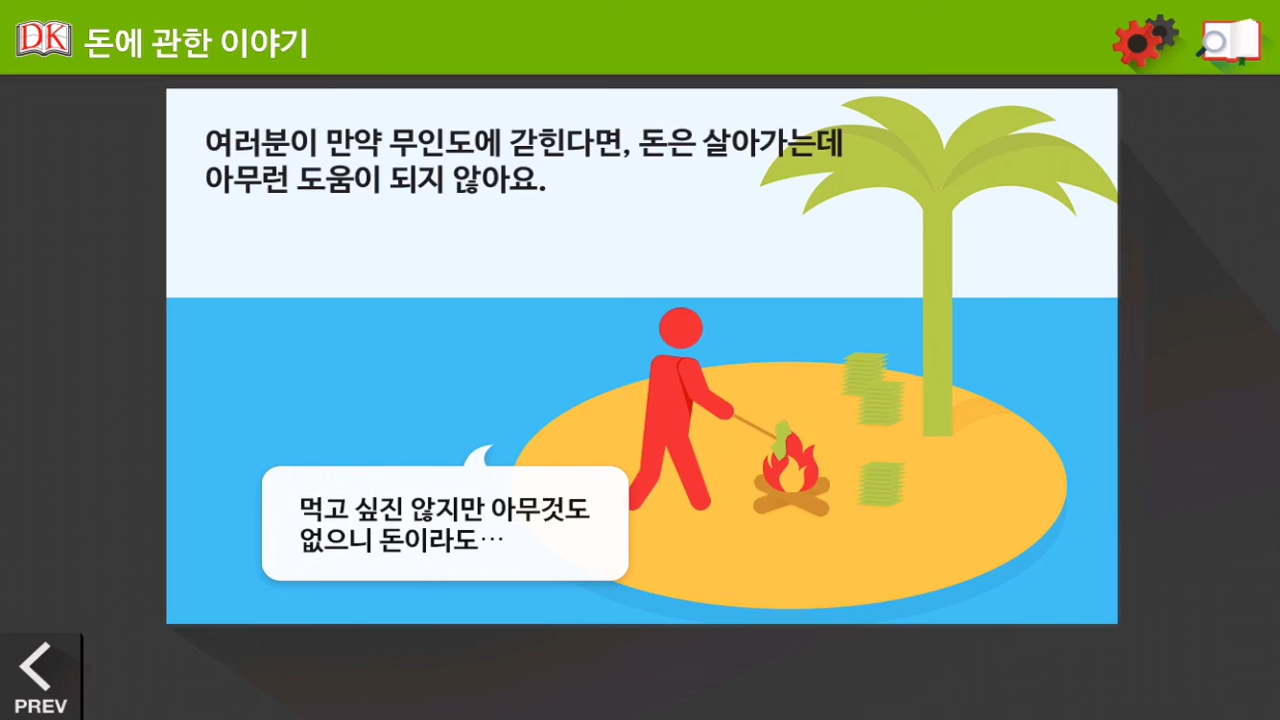 DK 돈에 관한 이야기
여러분이 만약 무인도에 갇힌다면, 돈은 살아가는데
아무런 도움이 되지 않아요.
먹고 싶진 않지만 아무것도
없으니 돈이라도…
PREV